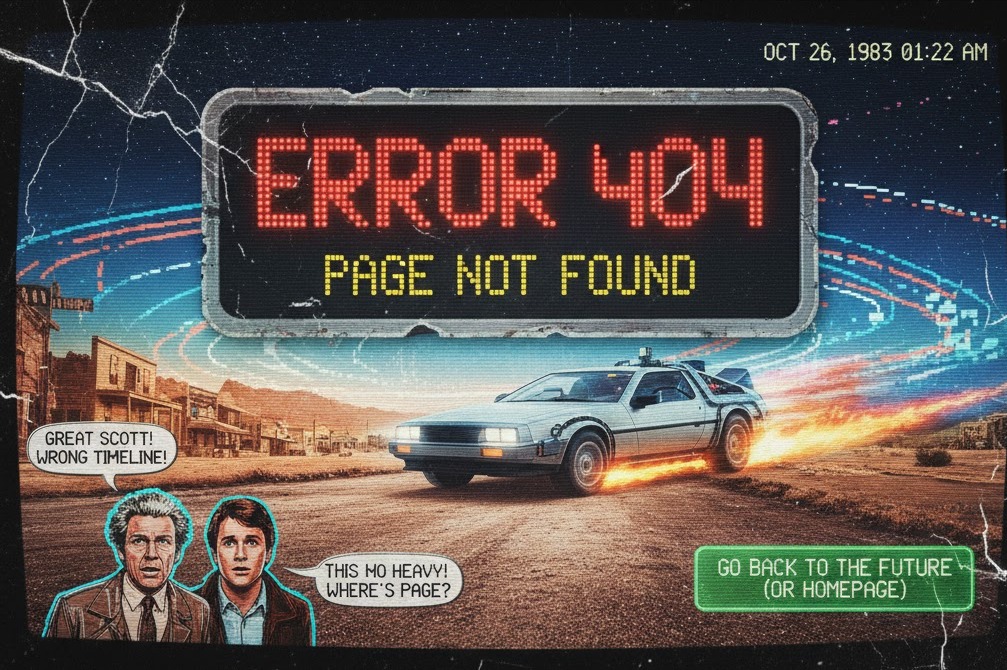 OCT 26, 1983 01:22 AM
ERROR 404
PAGE NOT FOUND
GREAT SCOTT!
WRONG TIMELINE!
THIS MO HEAVY!
WHERE'S PAGE?
GO BACK TO THE FUTURE
(OR HOMEPAGE)